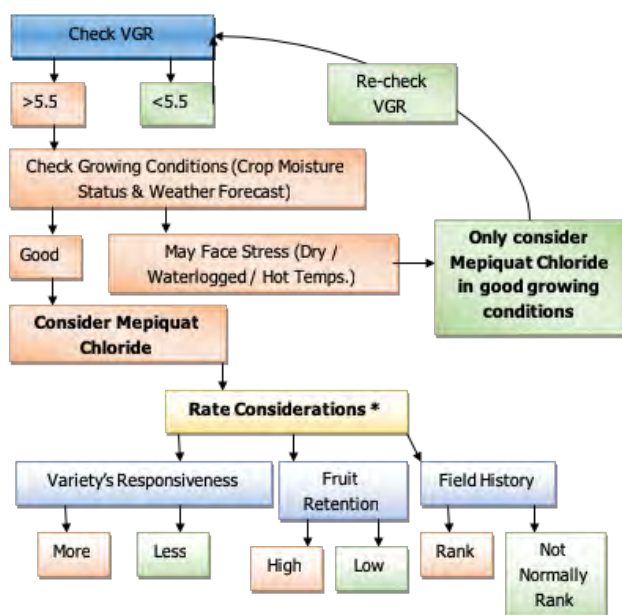 Check VGR
>5.5
<5.5
Re-check
VGR
Check Growing Conditions (Crop Moisture
Status & Weather Forecast)
Good
May Face Stress (Dry /
Waterlogged / Hot Temps.)
Only consider
Mepiquat Chloride
in good growing
conditions
Consider Mepiquat
Chloride
Rate Considerations *
Variety's Responsiveness
Fruit
Retention
Field History
More
Less
High
Low
Rank
Not
Normally
Rank